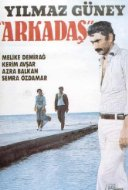 YILMAZ GÜNEY
"ARKADAŞ"
MELİKE DEMİRAĞ
KERİM AVŞAR
AZRA BALKAN
SEMRA ÖZDAMAR